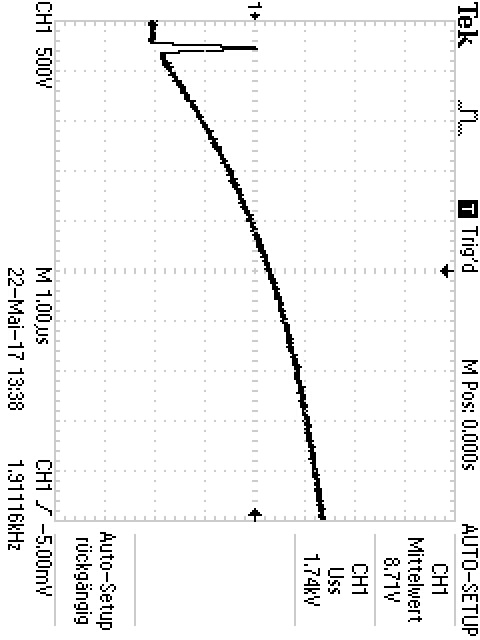 Tek
T Trig'd
M Pos: 0.000s
AUTO-SETUP
CH1
Mittelwert
8.71V
CH1
Uss
1.74kV
Auto-Setup
rückgängig
1
CH1 500V
M 1.00µs
CH1 / -5.00mV
22-Mai-17 13:38
1.91116kHz